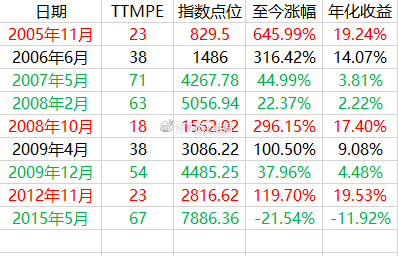 日期 TTMPE 指数点位 至今涨幅 年化收益
2005年11月 23 829.5 645.99% 19.24%
2006年6月 38 1486 316.42% 14.07%
2007年5月 71 4267.78 44.99% 3.81%
2008年2月 63 5056.94 22.37% 2.22%
2008年10月 18 1562.02 296.15% 17.40%
2009年4月 38 3086.22 100.50% 9.08%
2009年12月 54 4485.25 37.96% 4.48%
2012年11月 23 2816.62 119.70% 19.53%
2015年5月 67 7886.36 -21.54% -11.92%